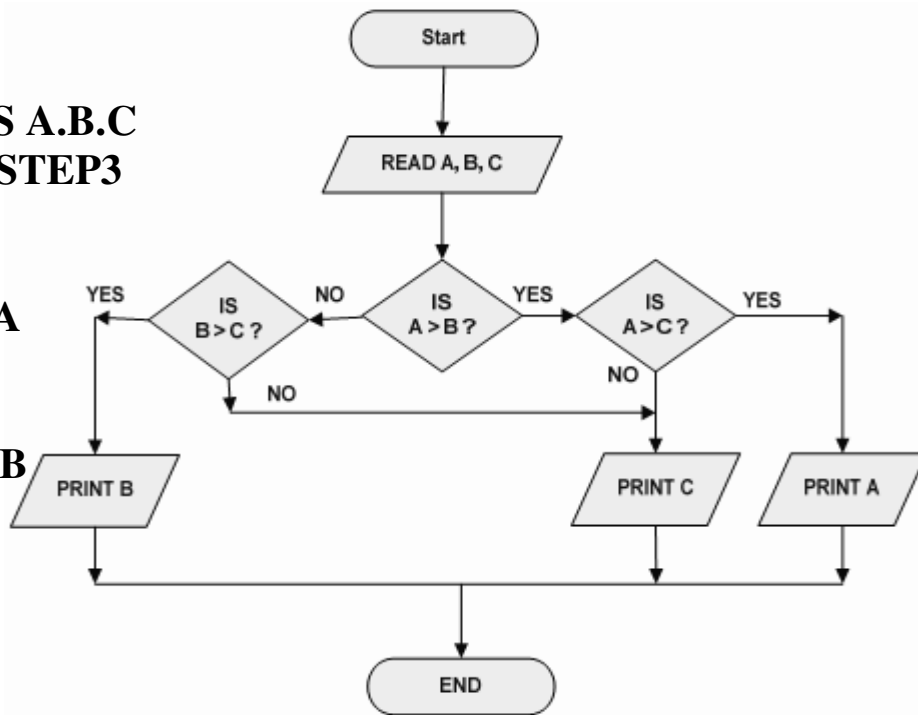 Start
S A.B.C
STEP3
READ A, B, C
A
YES
IS
B > C ?
NO
IS
A > B ?
YES
IS
A > C ?
YES
NO
NO
B
PRINT B
PRINT C
PRINT A
END